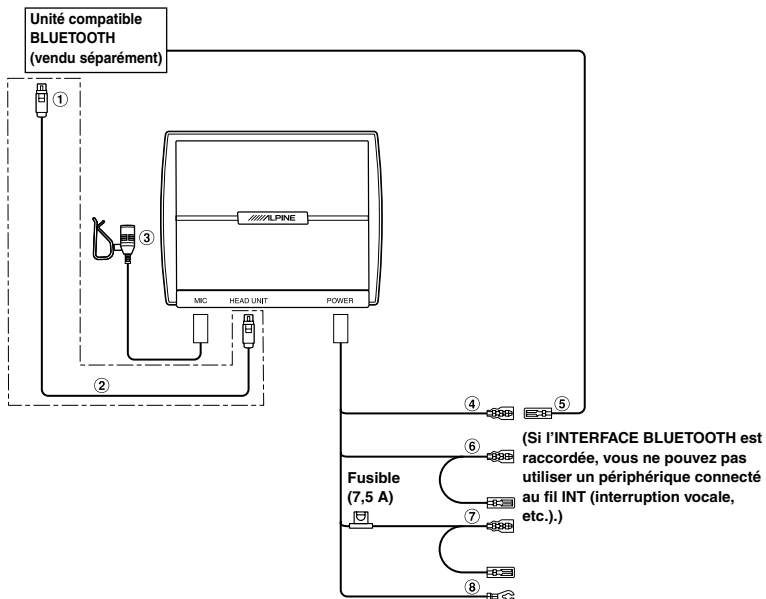 Unité compatible
BLUETOOTH
(vendu séparément)
1
3
ALPINE
MIC HEAD UNIT POWER
2
4 5
6
(Si l'INTERFACE BLUETOOTH est
raccordée, vous ne pouvez pas
utiliser un périphérique connecté
au fil INT (interruption vocale,
etc.).)
Fusible
(7,5 A)
7
8